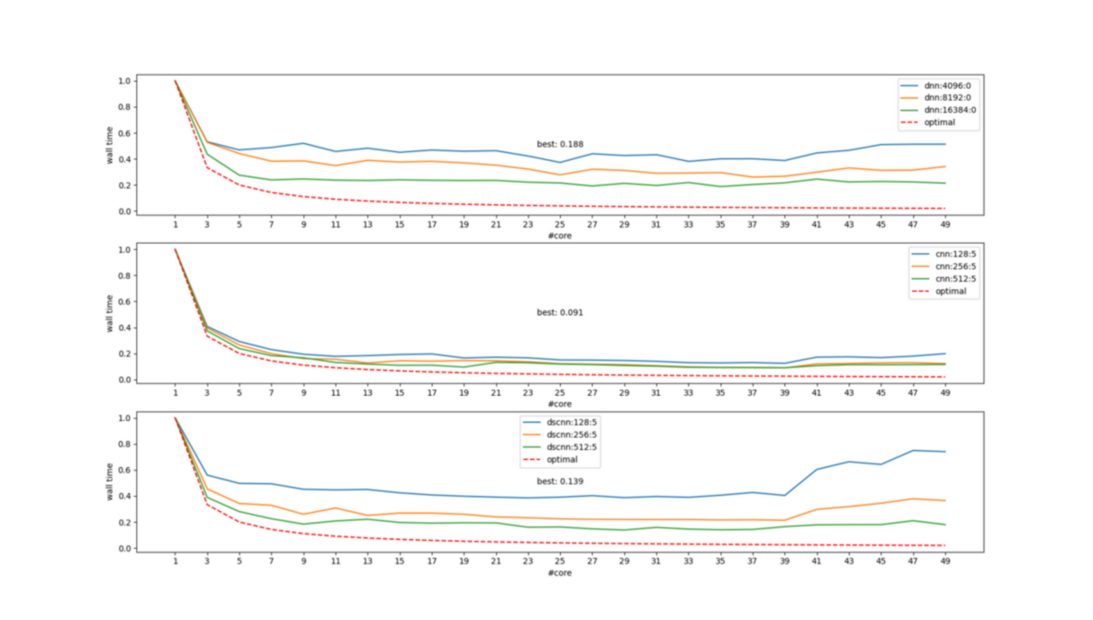 1.0
0.8
0.6
0.4
0.2
0.0
wall time
best: 0.188
dnn:4096:0
dnn:8192:0
dnn:16384:0
optimal
1 3 5 7 9 11 13 15 17 19 21 23 25 27 29 31 33 35 37 39 41 43 45 47 49
#core
1.0
0.8
0.6
0.4
0.2
0.0
wall time
best: 0.091
cnn:128:5
cnn:256:5
cnn:512:5
optimal
1 3 5 7 9 11 13 15 17 19 21 23 25 27 29 31 33 35 37 39 41 43 45 47 49
#core
1.0
0.8
0.6
0.4
0.2
0.0
wall time
dscnn:128:5
dscnn:256:5
dscnn:512:5
optimal
best: 0.139
1 3 5 7 9 11 13 15 17 19 21 23 25 27 29 31 33 35 37 39 41 43 45 47 49
#core